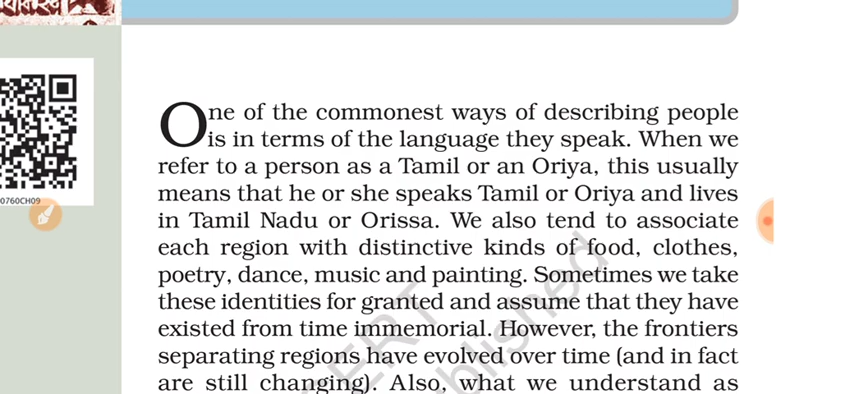 0760CH09
One of the commonest ways of describing people
is in terms of the language they speak. When we
refer to a person as a Tamil or an Oriya, this usually
means that he or she speaks Tamil or Oriya and lives
in Tamil Nadu or Orissa. We also tend to associate
each region with distinctive kinds of food, clothes,
poetry, dance, music and painting. Sometimes we take
these identities for granted and assume that they have
existed from time immemorial. However, the frontiers
separating regions have evolved over time (and in fact
are still changing). Also, what we understand as